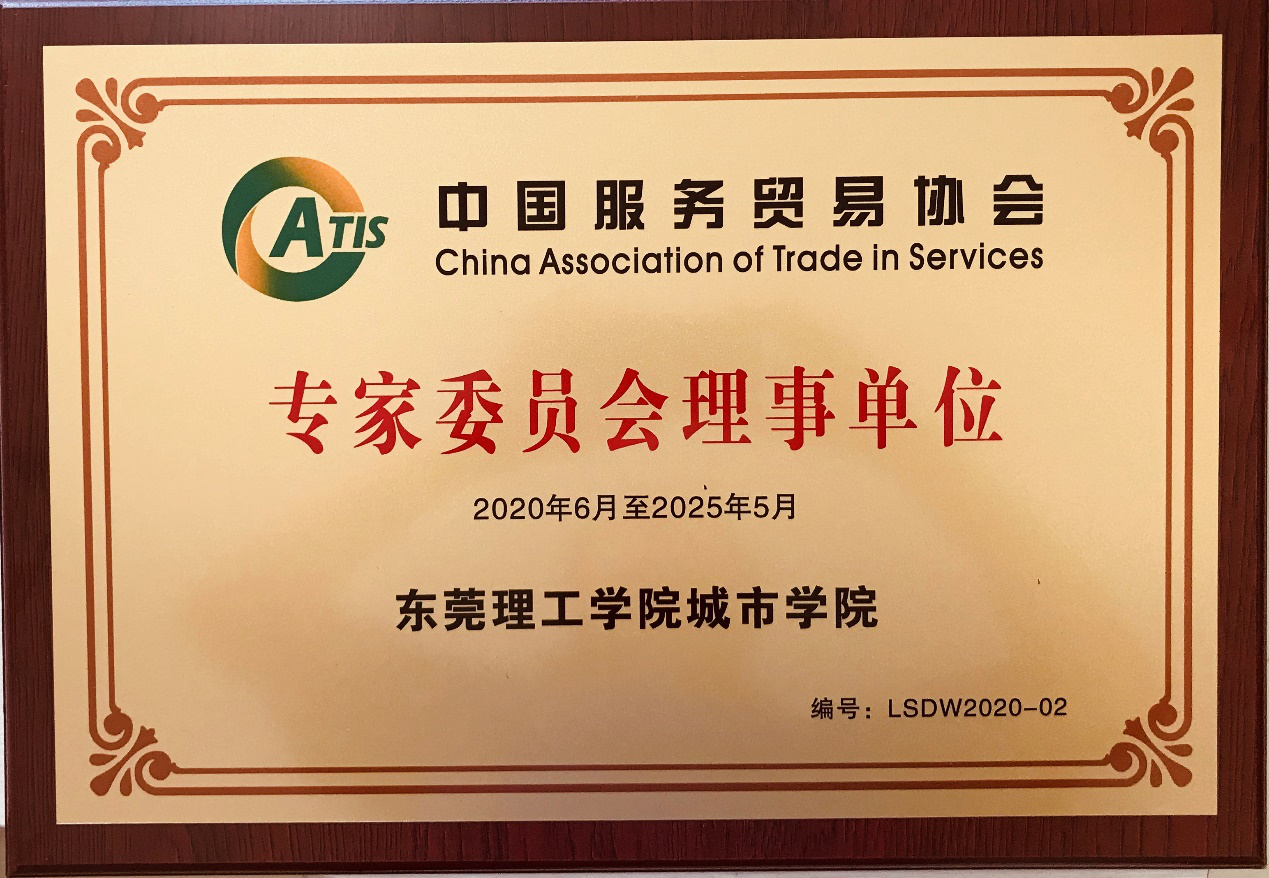 CATIS
中国服务贸易协会
China Association of Trade in Services
专家委员会理事单位
2020年6月至2025年5月
东莞理工学院城市学院
编号：LSDW2020-02